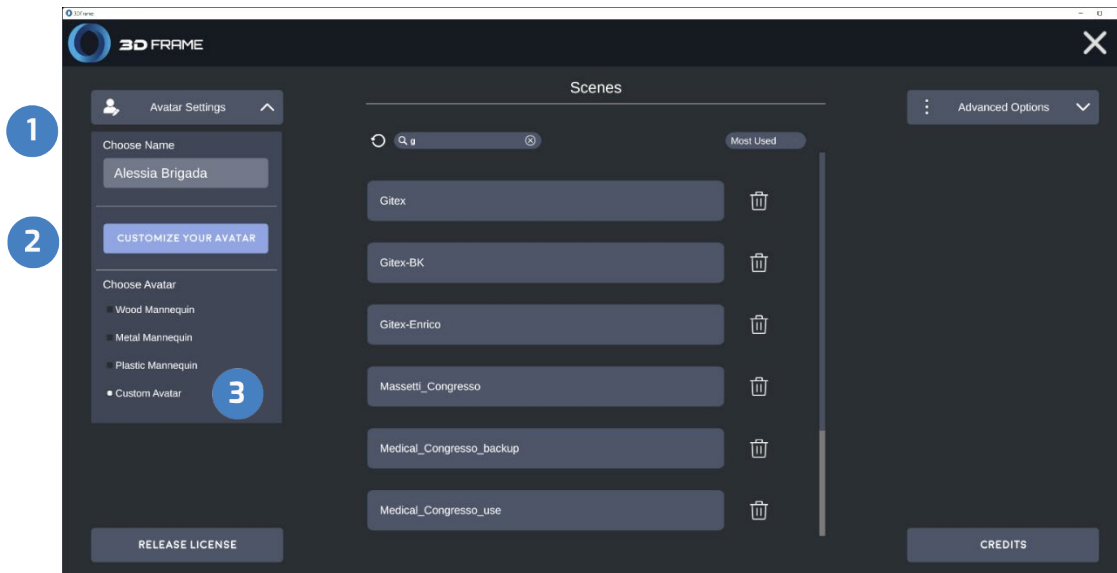 3DFrame
3D FRAME
Scenes
1
Avatar Settings
Advanced Options
Choose Name
g
Most Used
Alessia Brigada
Gitex
2
CUSTOMIZE YOUR AVATAR
Gitex-BK
Choose Avatar
Wood Mannequin
Gitex-Enrico
Metal Mannequin
Plastic Mannequin
Custom Avatar
3
Massetti_Congresso
Medical_Congresso_backup
Medical_Congresso_use
RELEASE LICENSE
CREDITS